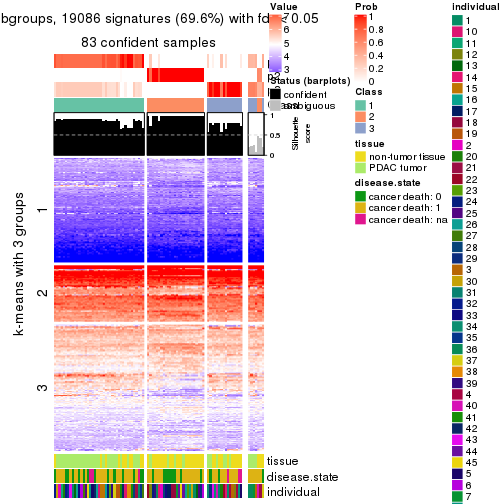 bgroups, 19086 signatures (69.6%) with fd
0.05
83 confident samples
Value
6
5
4
3
Prob
1
0.8
0.6
0.4
0.2
0
Status (barplots)
confident
ambiguous
Class
1
2
3
1
0.5
0
Silhouette
score
tissue
non-tumor tissue
PDAC tumor
disease.state
cancer death: 0
cancer death: 1
cancer death: na
k-means with 3 groups
1
2
3
tissue
disease.state
individual
individual
1
10
11
12
13
14
15
16
17
18
19
2
20
21
22
23
24
25
26
27
28
29
3
30
31
32
33
34
35
36
37
38
39
4
40
41
42
43
44
45
5
6
7